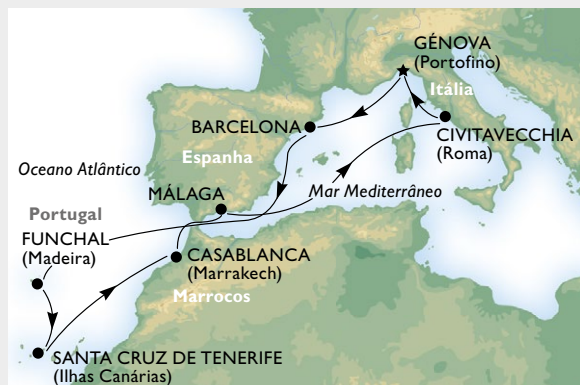 GÉNOVA
(Portofino)
Itália
BARCELONA
CIVITAVECCHIA
(Roma)
Espanha
Oceano Atlântico
MÁLAGA
Mar Mediterrâneo
Portugal
FUNCHAL
(Madeira)
CASABLANCA
(Marrakech)
Marrocos
SANTA CRUZ DE TENERIFE
(Ilhas Canárias)